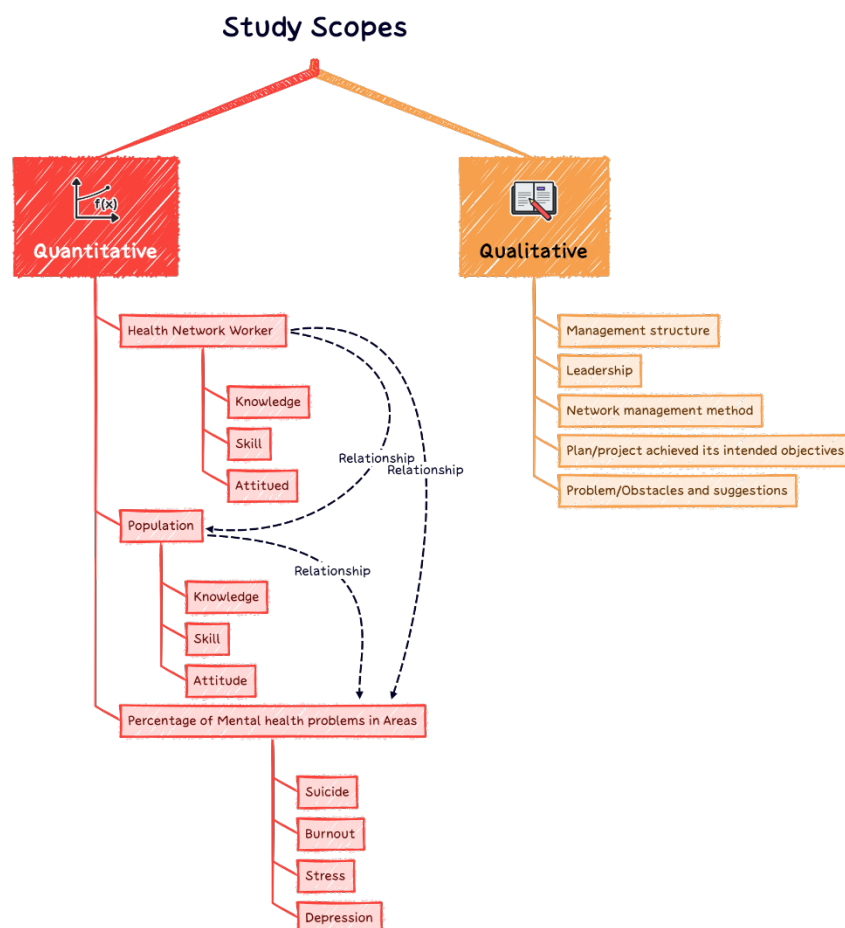 Study Scopes
f(x)
Quantitative
Qualitative
Health Network Worker
Knowledge
Skill
Attitued
Population
Knowledge
Skill
Attitude
Percentage of Mental health problems in Areas
Suicide
Burnout
Stress
Depression
Relationship
Relationship
Relationship
Management structure
Leadership
Network management method
Plan/project achieved its intended objectives
Problem/Obstacles and suggestions